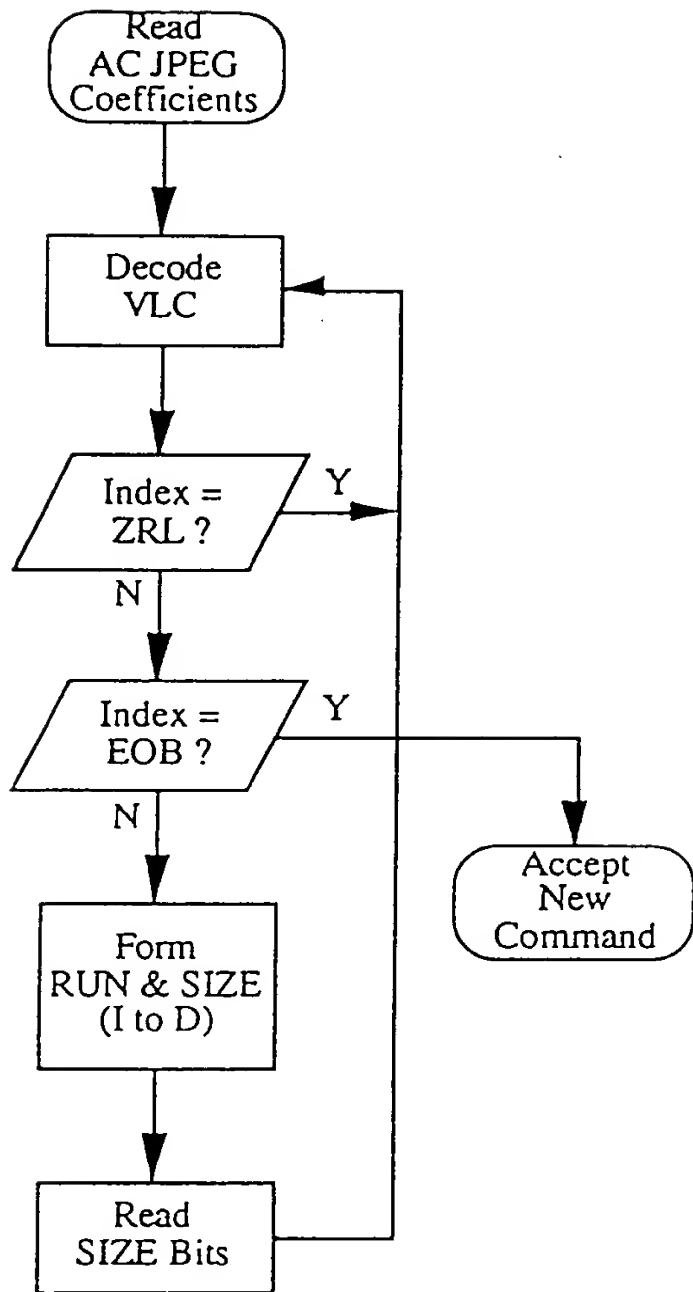 Read
AC JPEG
Coefficients
Decode
VLC
Index =
ZRL ?
Y
N
Index =
EOB ?
Y
N
Accept
New
Command
Form
RUN & SIZE
(I to D)
Read
SIZE Bits